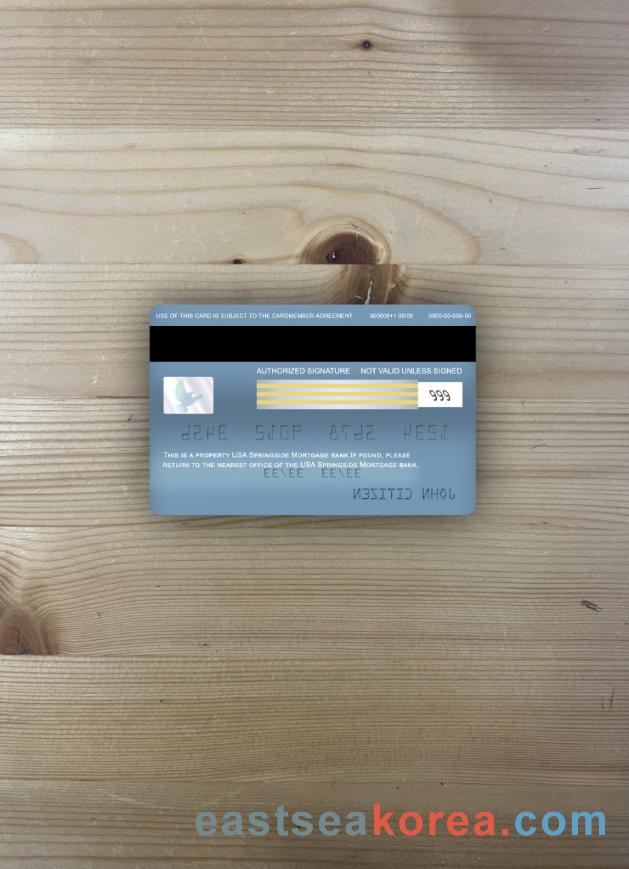 USE OF THIS CARD IS SUBJECT TO THE CARDMEMBER AGREEMENT 000000+1 00/00 0000-00-000-00
AUTHORIZED SIGNATURE NOT VALID UNLESS SIGNED
999
THIS IS A PROPERTY USA SPRINGSIDE MORTGAGE BANK IF FOUND, PLEASE
RETURN TO THE NEAREST OFFICE OF THE USA SPRINGSIDE MORTGAGE BANK.
JOHN CITIZEN
eastseakorea.com